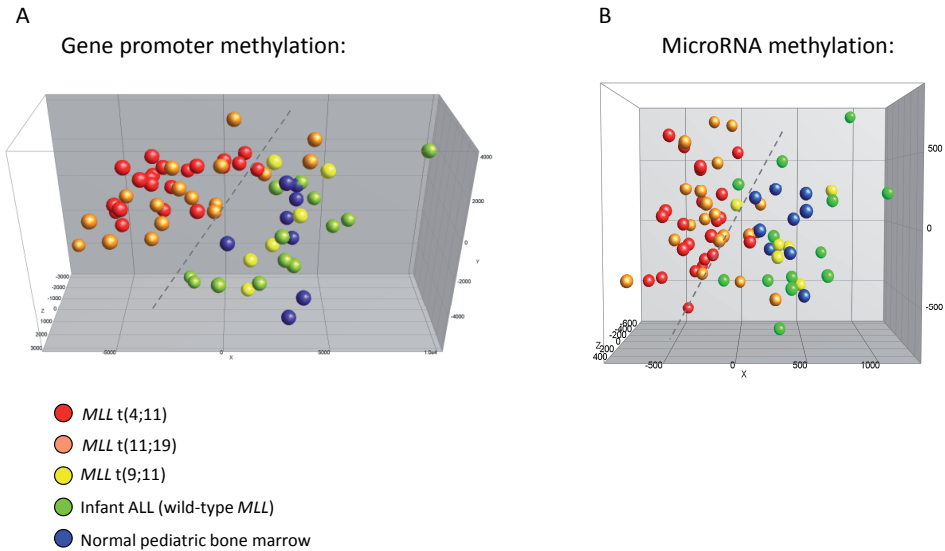 A
B
Gene promoter methylation:
MicroRNA methylation:
4000
2000
0
Y
-4000
-3000
-2000
-1000
0
Z
1000
2000
3000
-5000
0
X
5000
1.0e4
500
0
-500
-600
-400
-200
Z
0
200
400
-500
0
X
500
1000
MLL t(4;11)
MLL t(11;19)
MLL t(9;11)
Infant ALL (wild-type MLL)
Normal pediatric bone marrow